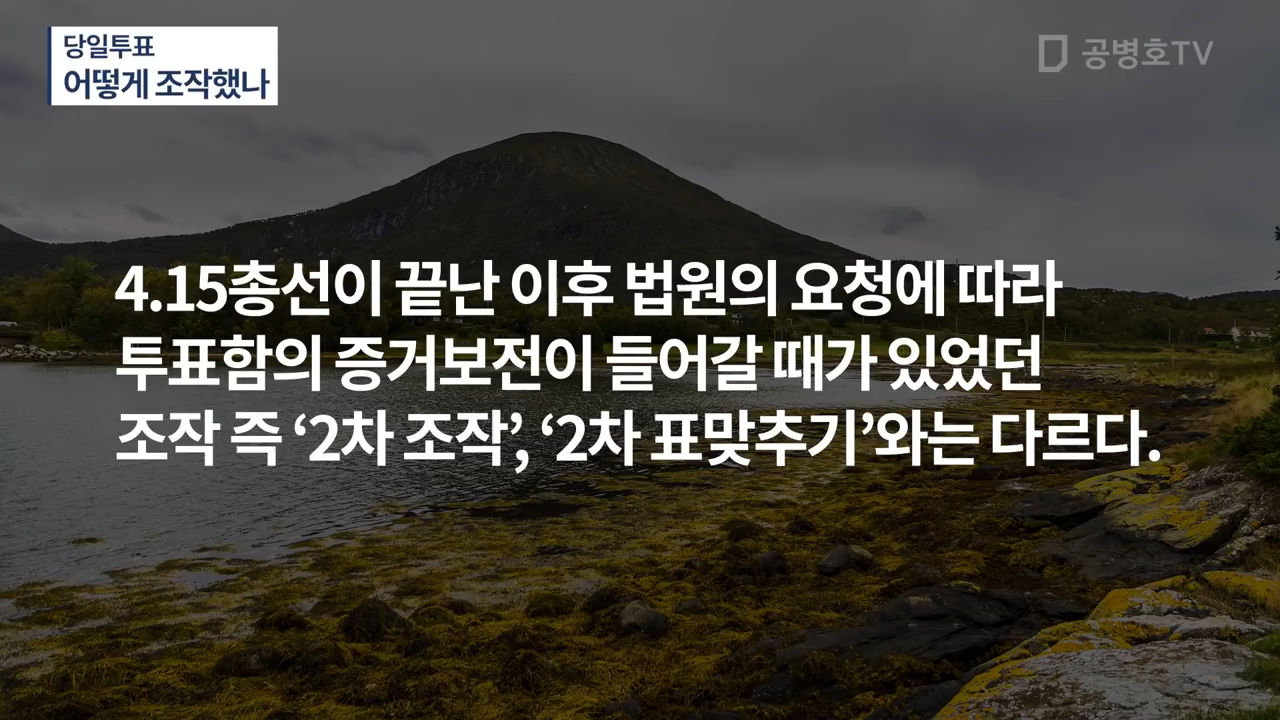 당일투표
어떻게 조작했나
공병호TV
4.15총선이 끝난 이후 법원의 요청에 따라
투표함의 증거보전이 들어갈 때가 있었던
조작 즉 ‘2차 조작’, ‘2차 표맞추기’와는 다르다.